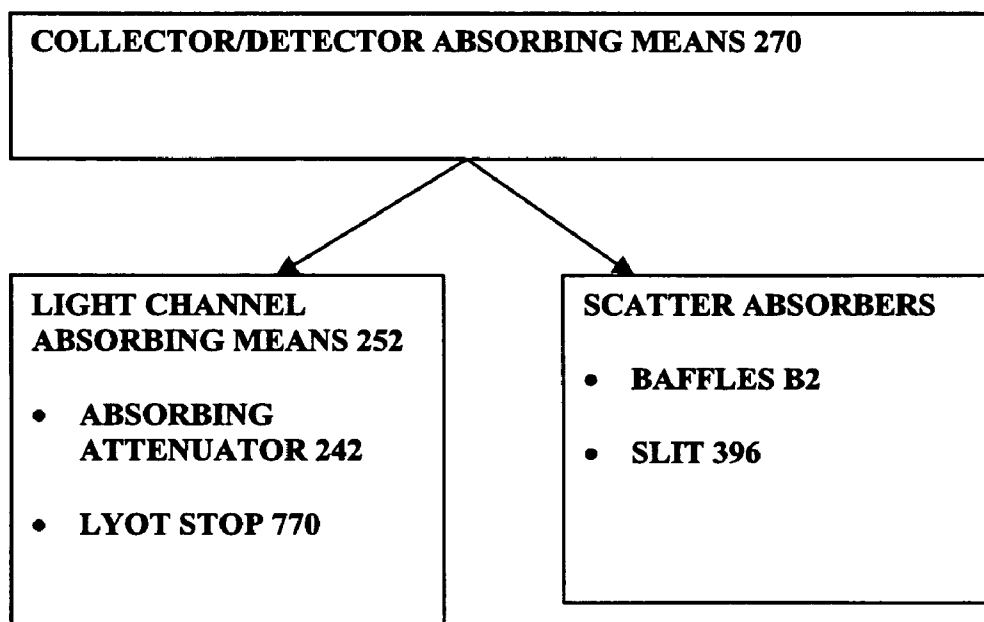 COLLECTOR/DETECTOR ABSORBING MEANS 270
LIGHT CHANNEL
ABSORBING MEANS 252
• ABSORBING
ATTENUATOR 242
• LYOT STOP 770
SCATTER ABSORBERS
• BAFFLES B2
• SLIT 396